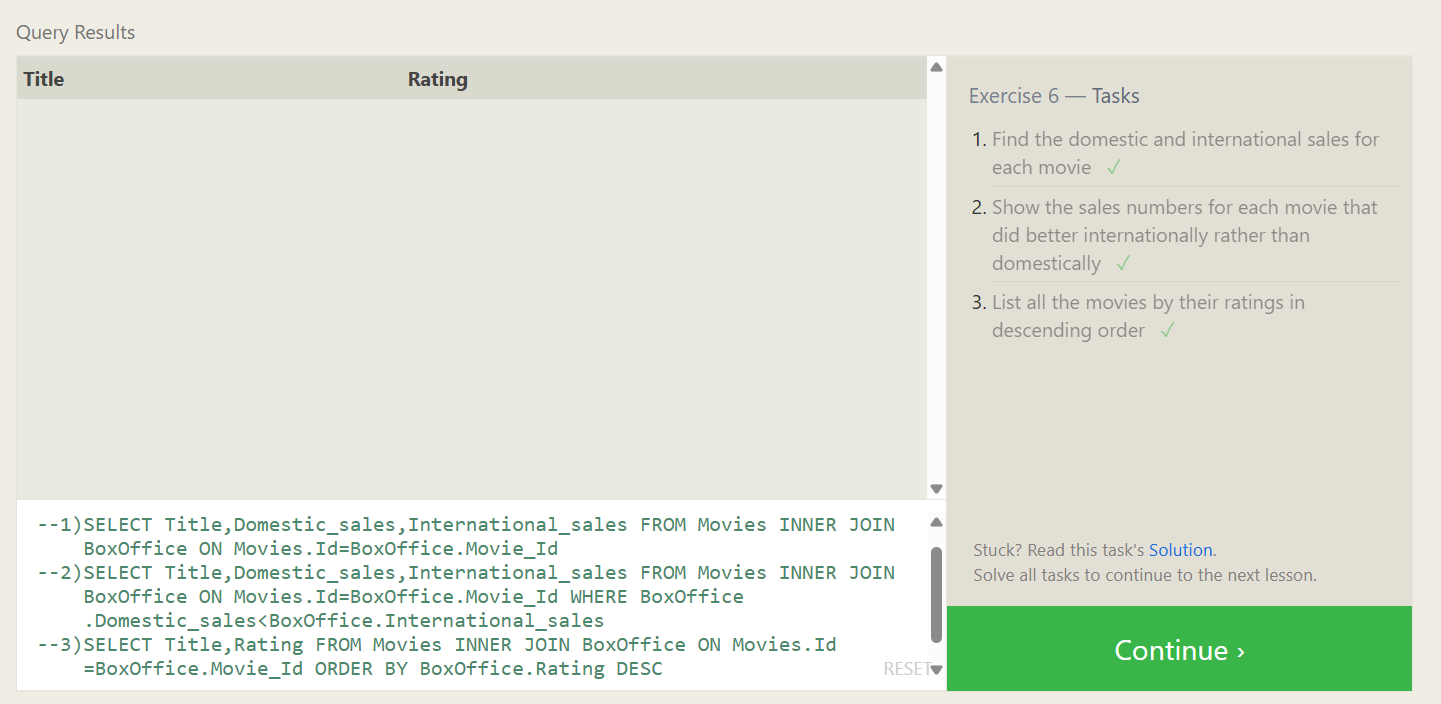 Query Results
Title Rating
--1)SELECT Title,Domestic_sales,International_sales FROM Movies INNER JOIN
BoxOffice ON Movies.Id=BoxOffice.Movie_Id
--2)SELECT Title,Domestic_sales,International_sales FROM Movies INNER JOIN
BoxOffice ON Movies.Id=BoxOffice.Movie_Id WHERE BoxOffice
.Domestic_sales<BoxOffice.International_sales
--3)SELECT Title,Rating FROM Movies INNER JOIN BoxOffice ON Movies.Id
=BoxOffice.Movie_Id ORDER BY BoxOffice.Rating DESC
RESET
Exercise 6 — Tasks
1. Find the domestic and international sales for
each movie ✓
2. Show the sales numbers for each movie that
did better internationally rather than
domestically ✓
3. List all the movies by their ratings in
descending order ✓
Stuck? Read this task's Solution.
Solve all tasks to continue to the next lesson.
Continue ›